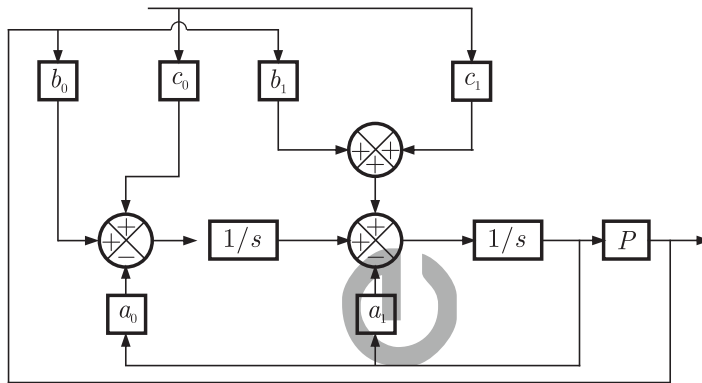 b₀ c₀ b₁ c₁
+ + +
+ + − 1/s + + − 1/s P
a₀ a₁